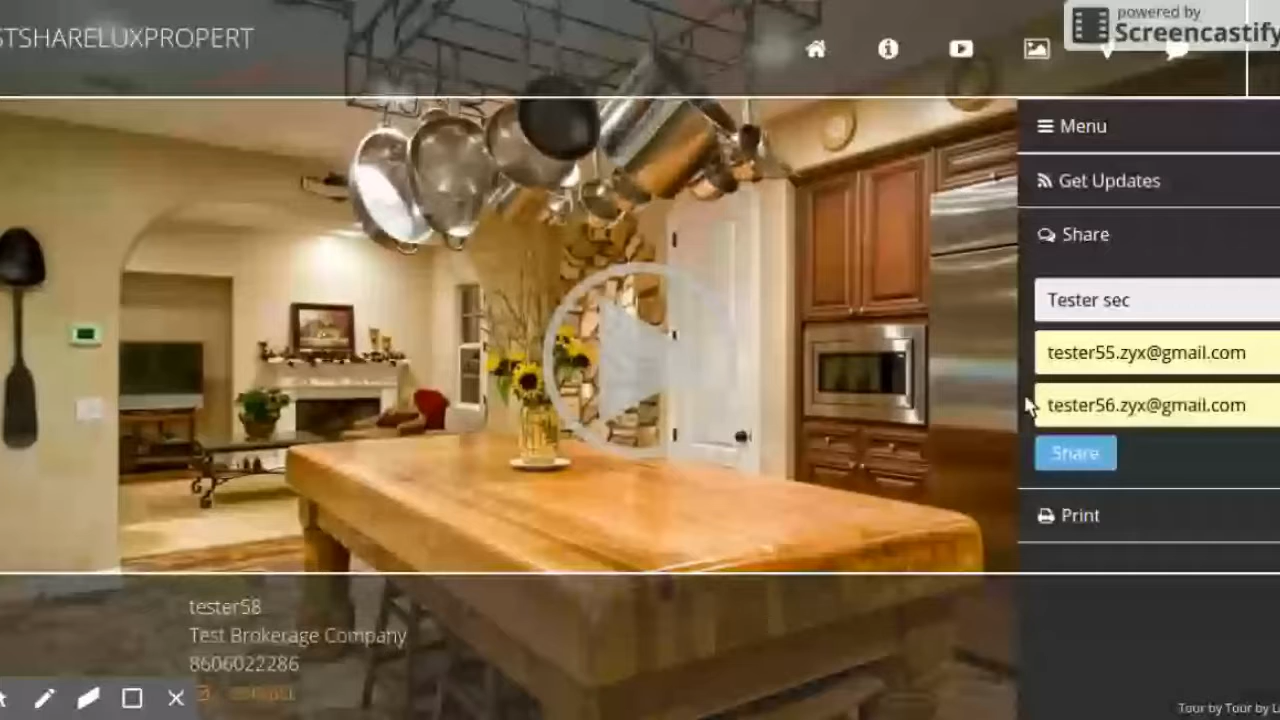 STSHARELUXPROPERT
powered by
Screencastify
Menu
Get Updates
Share
Tester sec
tester55.zyx@gmail.com
tester56.zyx@gmail.com
Share
Print
tester58
Test Brokerage Company
8606022286
Tour by Tour by L